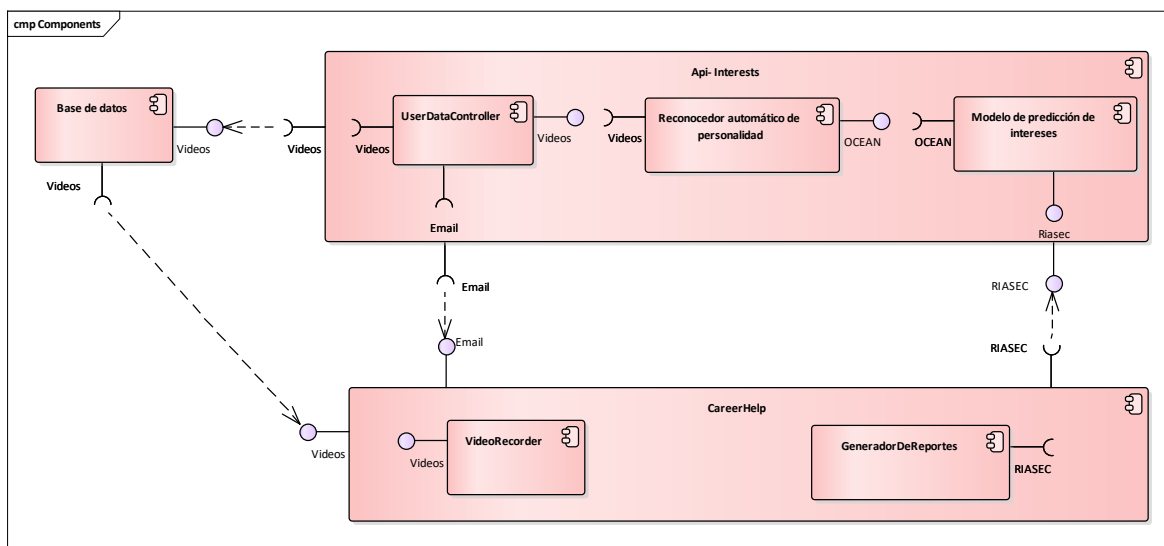 cmp Components
Api- Interests
Base de datos
UserDataController
Reconocedor automático de
personalidad
Modelo de predicción de
intereses
Videos
Videos
Videos
Videos
Videos
OCEAN
OCEAN
Videos
Email
Riasec
Email
RIASEC
Email
RIASEC
CareerHelp
VideoRecorder
GeneradorDeReportes
Videos
Videos
RIASEC